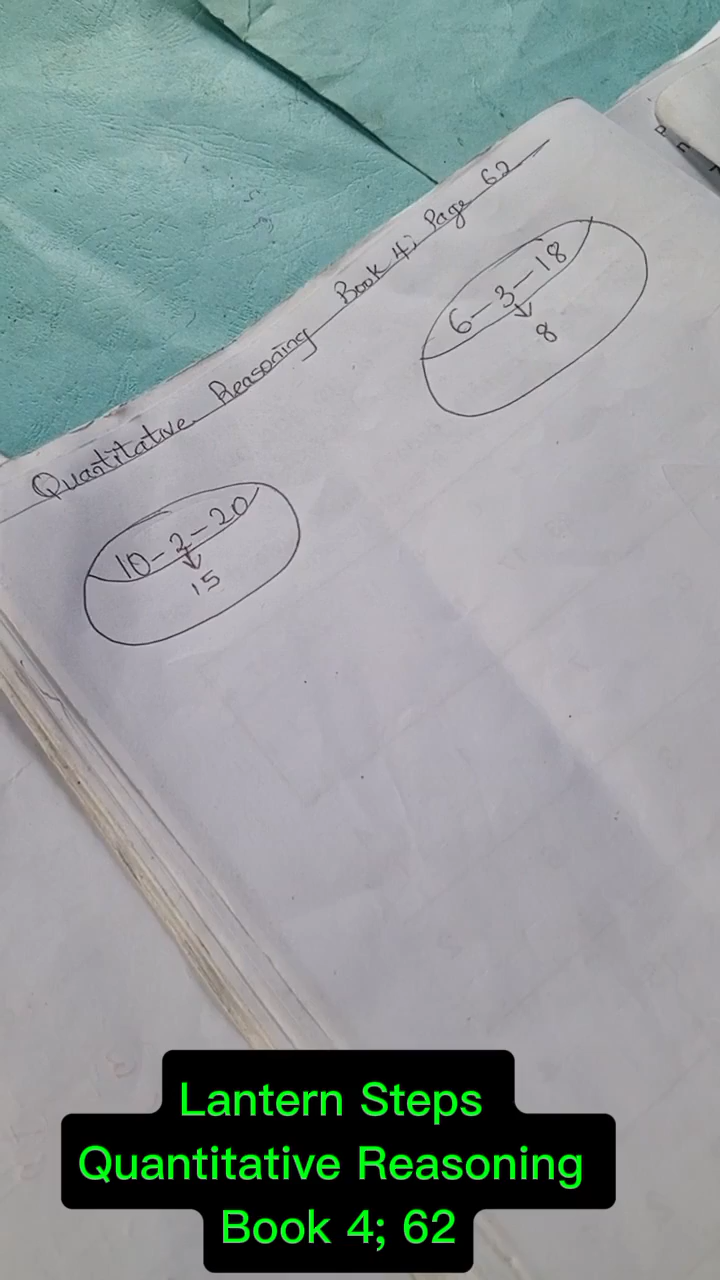 Quantitative Reasoning Book 4; Page 62
6-3-18
8
10-2-20
15
Lantern Steps
Quantitative Reasoning
Book 4; 62